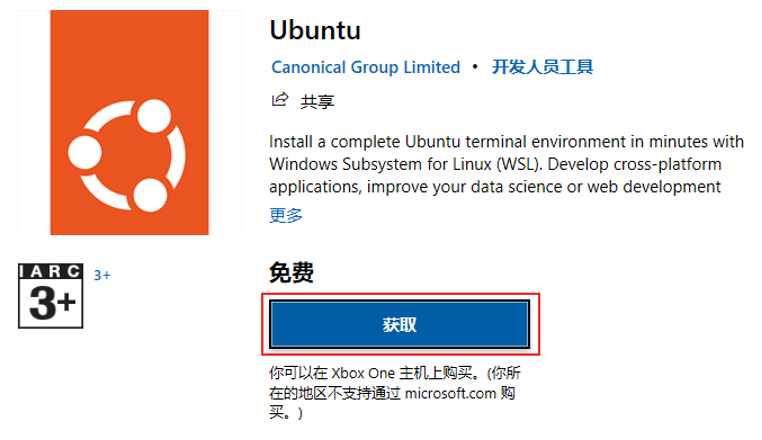 Ubuntu
Canonical Group Limited • 开发人员工具
共享
Install a complete Ubuntu terminal environment in minutes with
Windows Subsystem for Linux (WSL). Develop cross-platform
applications, improve your data science or web development
更多
IARC
3+
3+
免费
获取
你可以在 Xbox One 主机上购买。(你所
在的地区不支持通过 microsoft.com 购
买。)